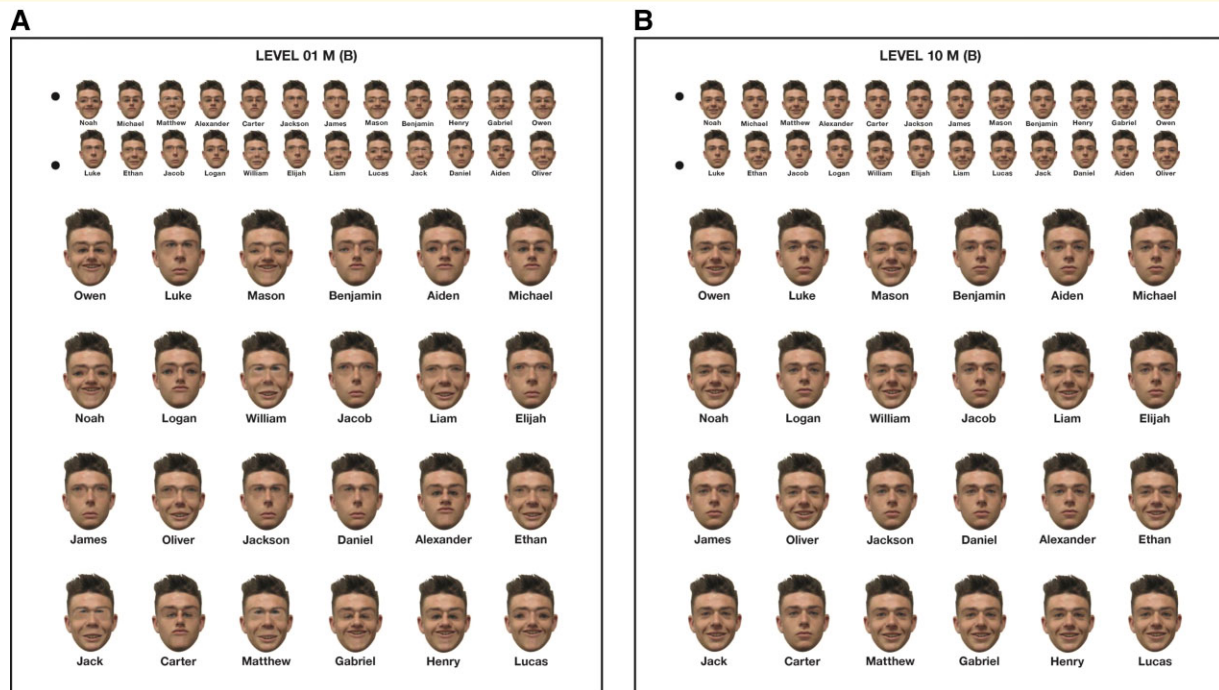 A
LEVEL 01 M (B)
Noah Michael Matthew Alexander Carter Jackson James Mason Benjamin Henry Gabriel Owen
Luke Ethan Jacob Logan William Elijah Liam Lucas Jack Daniel Aiden Oliver
Owen Luke Mason Benjamin Aiden Michael
Noah Logan William Jacob Liam Elijah
James Oliver Jackson Daniel Alexander Ethan
Jack Carter Matthew Gabriel Henry Lucas
B
LEVEL 10 M (B)
Noah Michael Matthew Alexander Carter Jackson James Mason Benjamin Henry Gabriel Owen
Luke Ethan Jacob Logan William Elijah Liam Lucas Jack Daniel Aiden Oliver
Owen Luke Mason Benjamin Aiden Michael
Noah Logan William Jacob Liam Elijah
James Oliver Jackson Daniel Alexander Ethan
Jack Carter Matthew Gabriel Henry Lucas